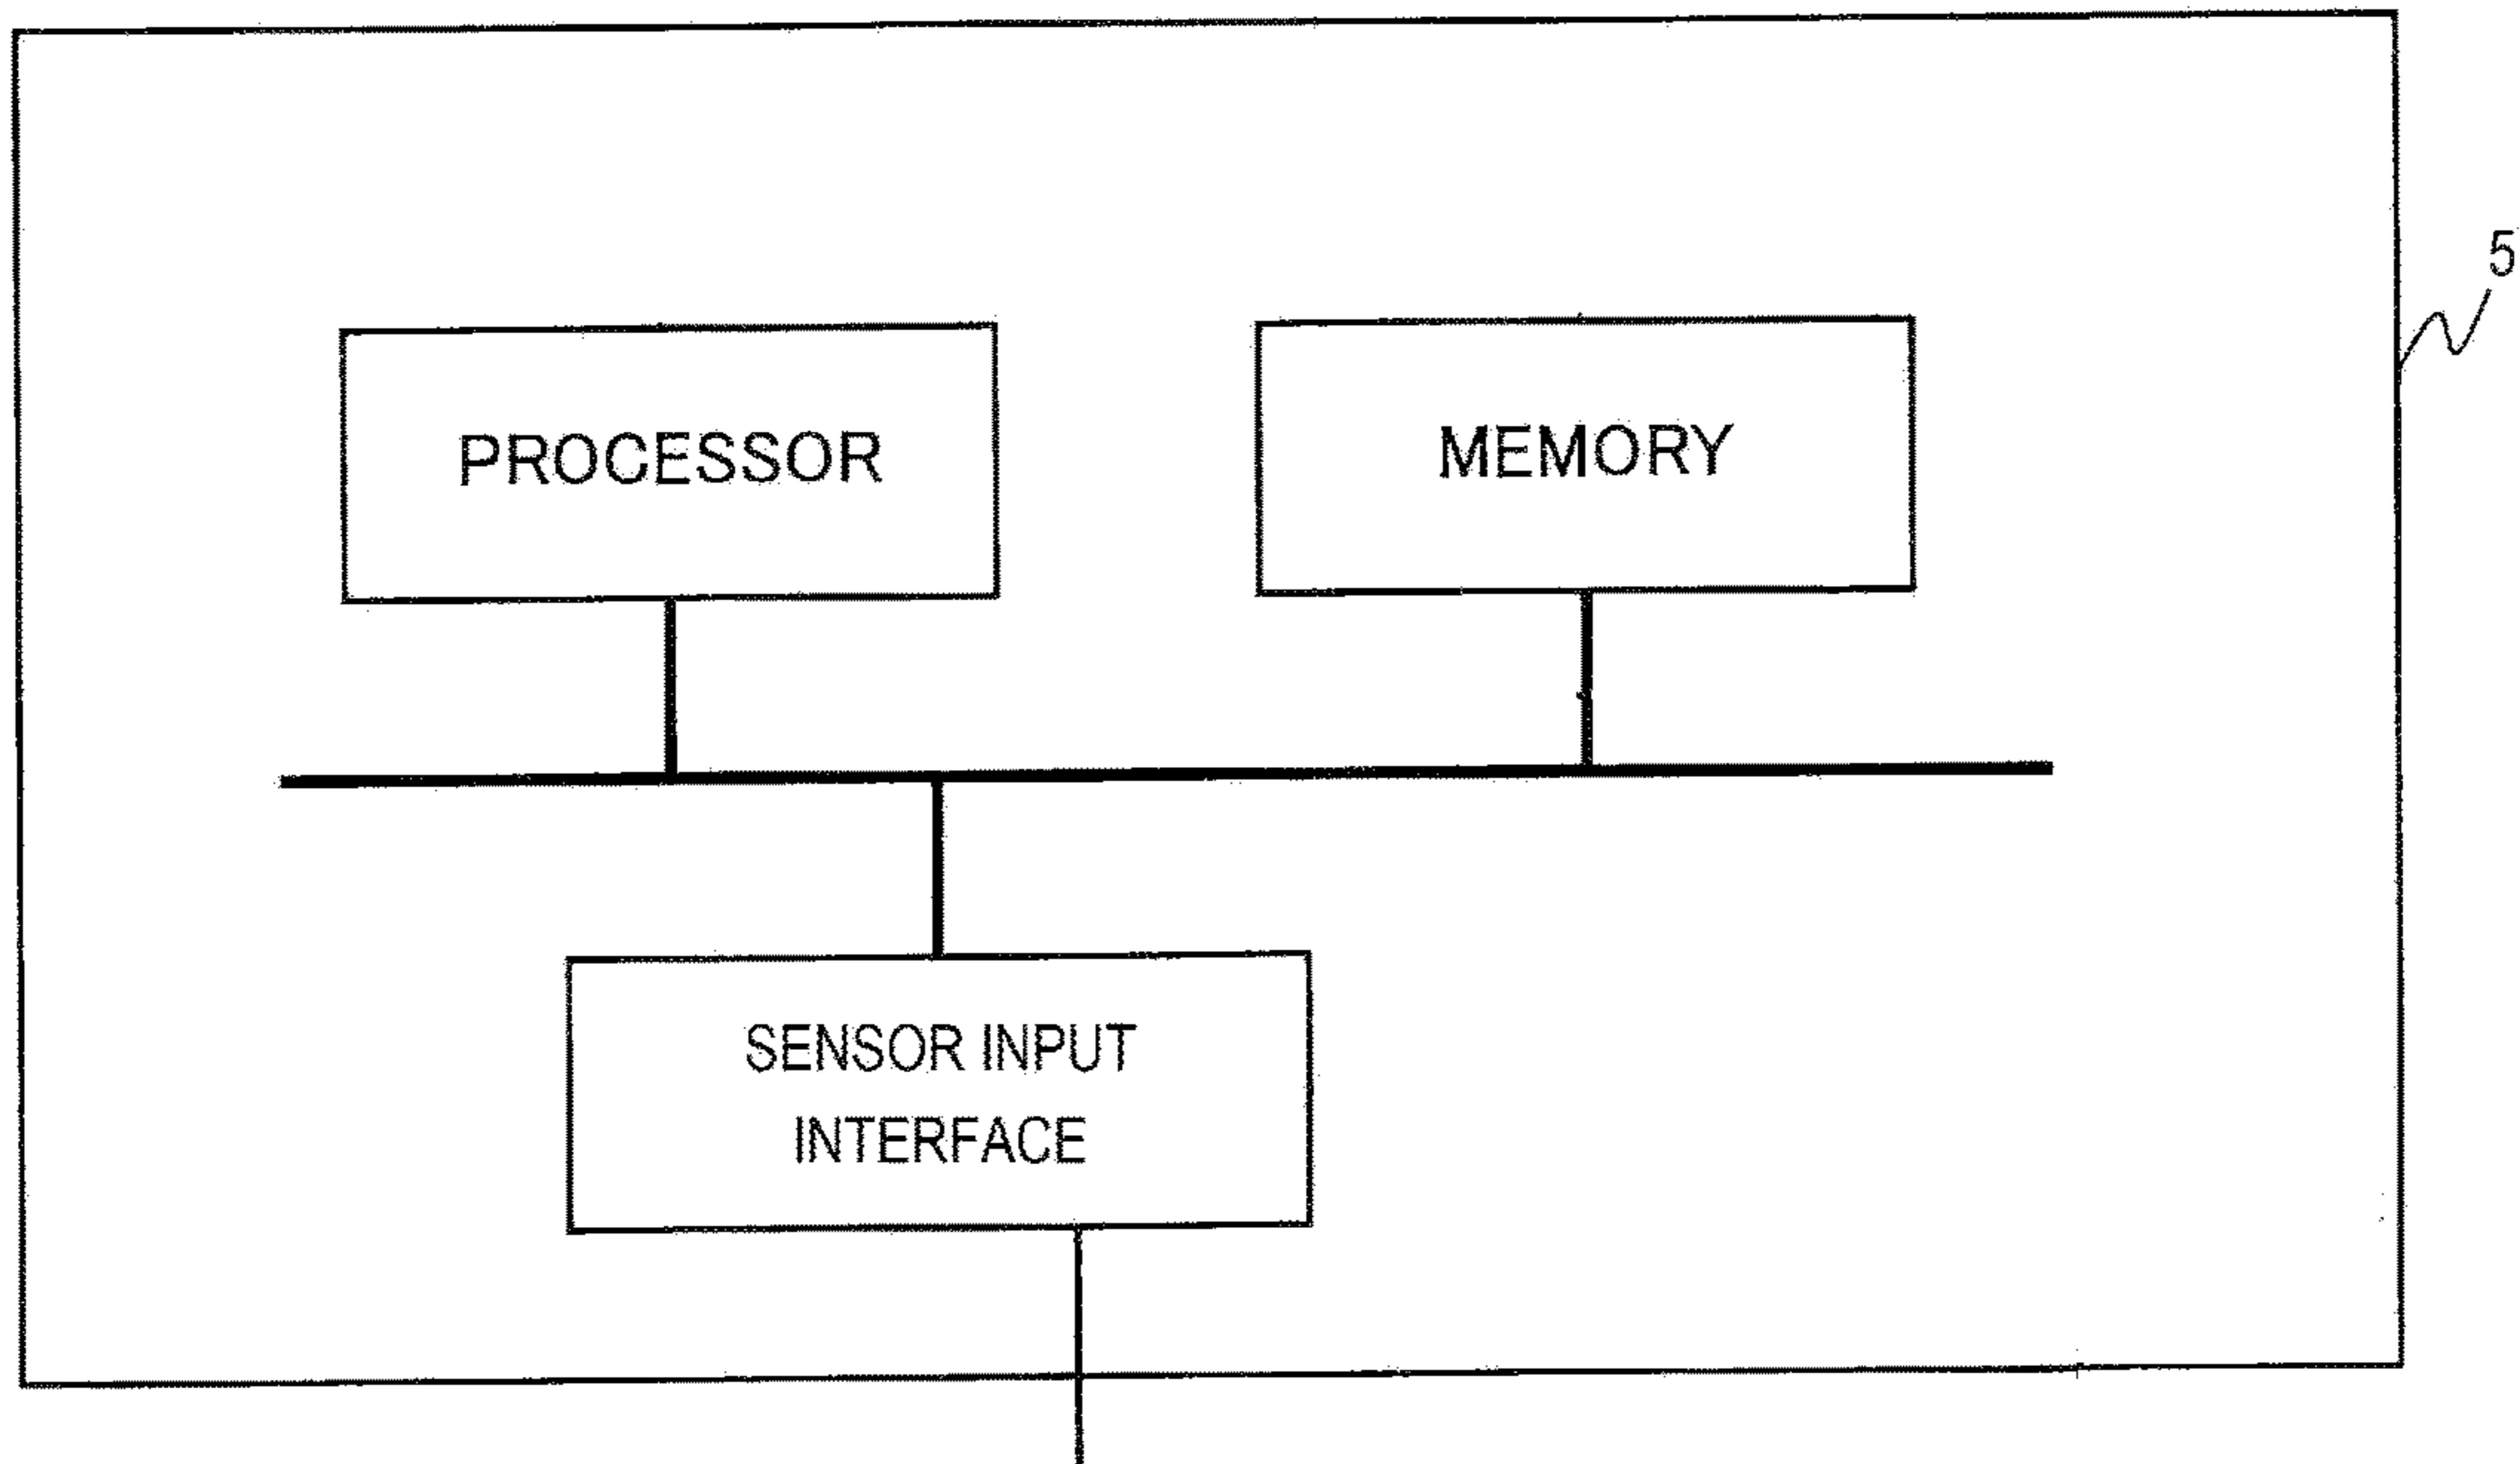 5
PROCESSOR
MEMORY
SENSOR INPUT
INTERFACE